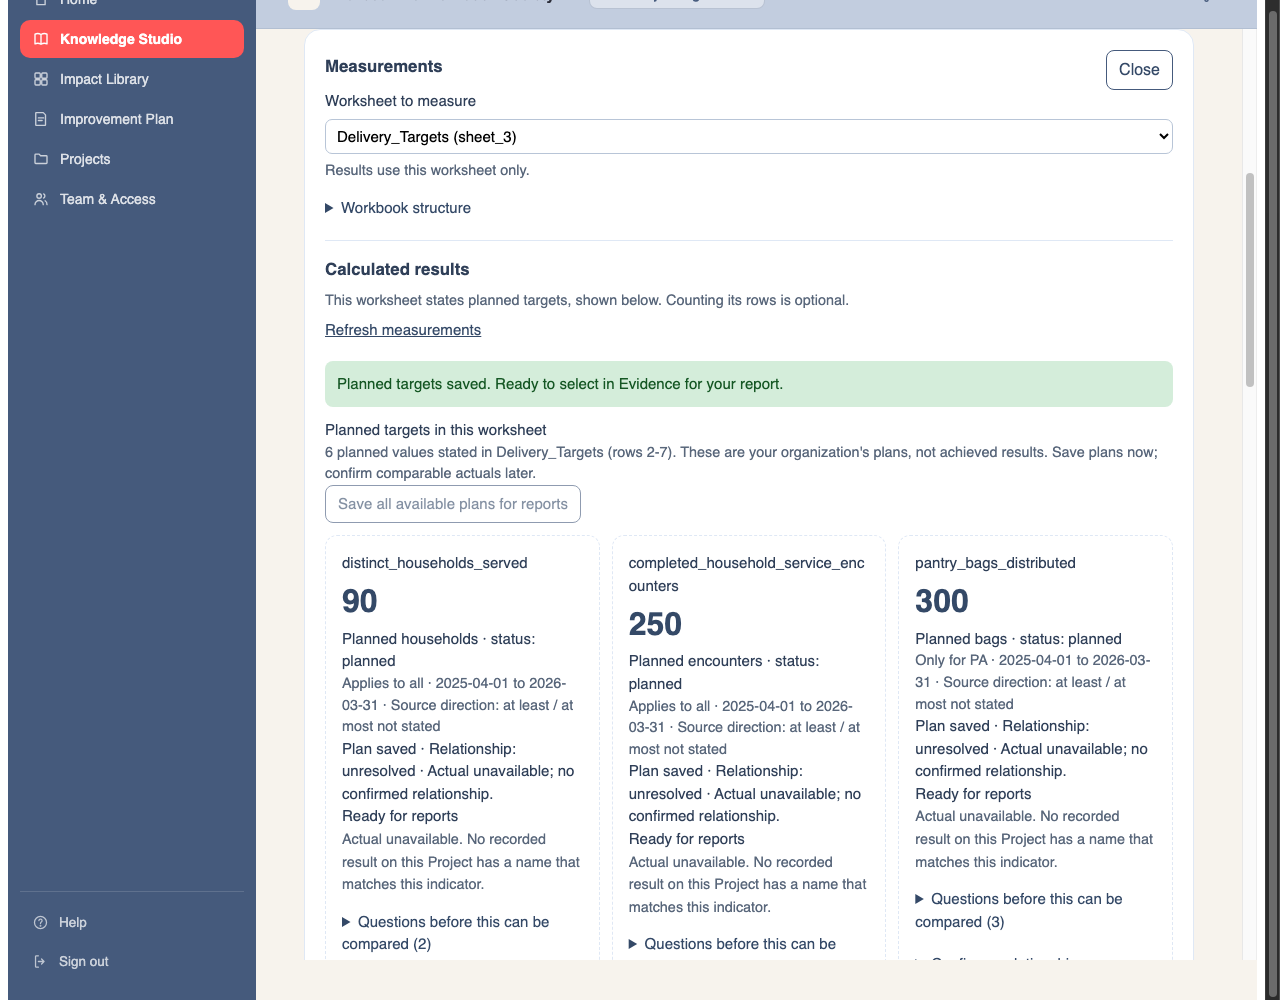 Home
Knowledge Studio
Impact Library
Improvement Plan
Projects
Team & Access
Help
Sign out
Measurements
Close
Worksheet to measure
Delivery_Targets (sheet_3)
Results use this worksheet only.
Workbook structure
Calculated results
This worksheet states planned targets, shown below. Counting its rows is optional.
Refresh measurements
Planned targets saved. Ready to select in Evidence for your report.
Planned targets in this worksheet
6 planned values stated in Delivery_Targets (rows 2-7). These are your organization's plans, not achieved results. Save plans now;
confirm comparable actuals later.
Save all available plans for reports
distinct_households_served
90
Planned households · status:
planned
Applies to all · 2025-04-01 to 2026-
03-31 · Source direction: at least / at
most not stated
Plan saved · Relationship:
unresolved · Actual unavailable; no
confirmed relationship.
Ready for reports
Actual unavailable. No recorded
result on this Project has a name that
matches this indicator.
Questions before this can be
compared (2)
completed_household_service_enc
ounters
250
Planned encounters · status:
planned
Applies to all · 2025-04-01 to 2026-
03-31 · Source direction: at least / at
most not stated
Plan saved · Relationship:
unresolved · Actual unavailable; no
confirmed relationship.
Ready for reports
Actual unavailable. No recorded
result on this Project has a name that
matches this indicator.
Questions before this can be
pantry_bags_distributed
300
Planned bags · status: planned
Only for PA · 2025-04-01 to 2026-03-
31 · Source direction: at least / at
most not stated
Plan saved · Relationship:
unresolved · Actual unavailable; no
confirmed relationship.
Ready for reports
Actual unavailable. No recorded
result on this Project has a name that
matches this indicator.
Questions before this can be
compared (3)